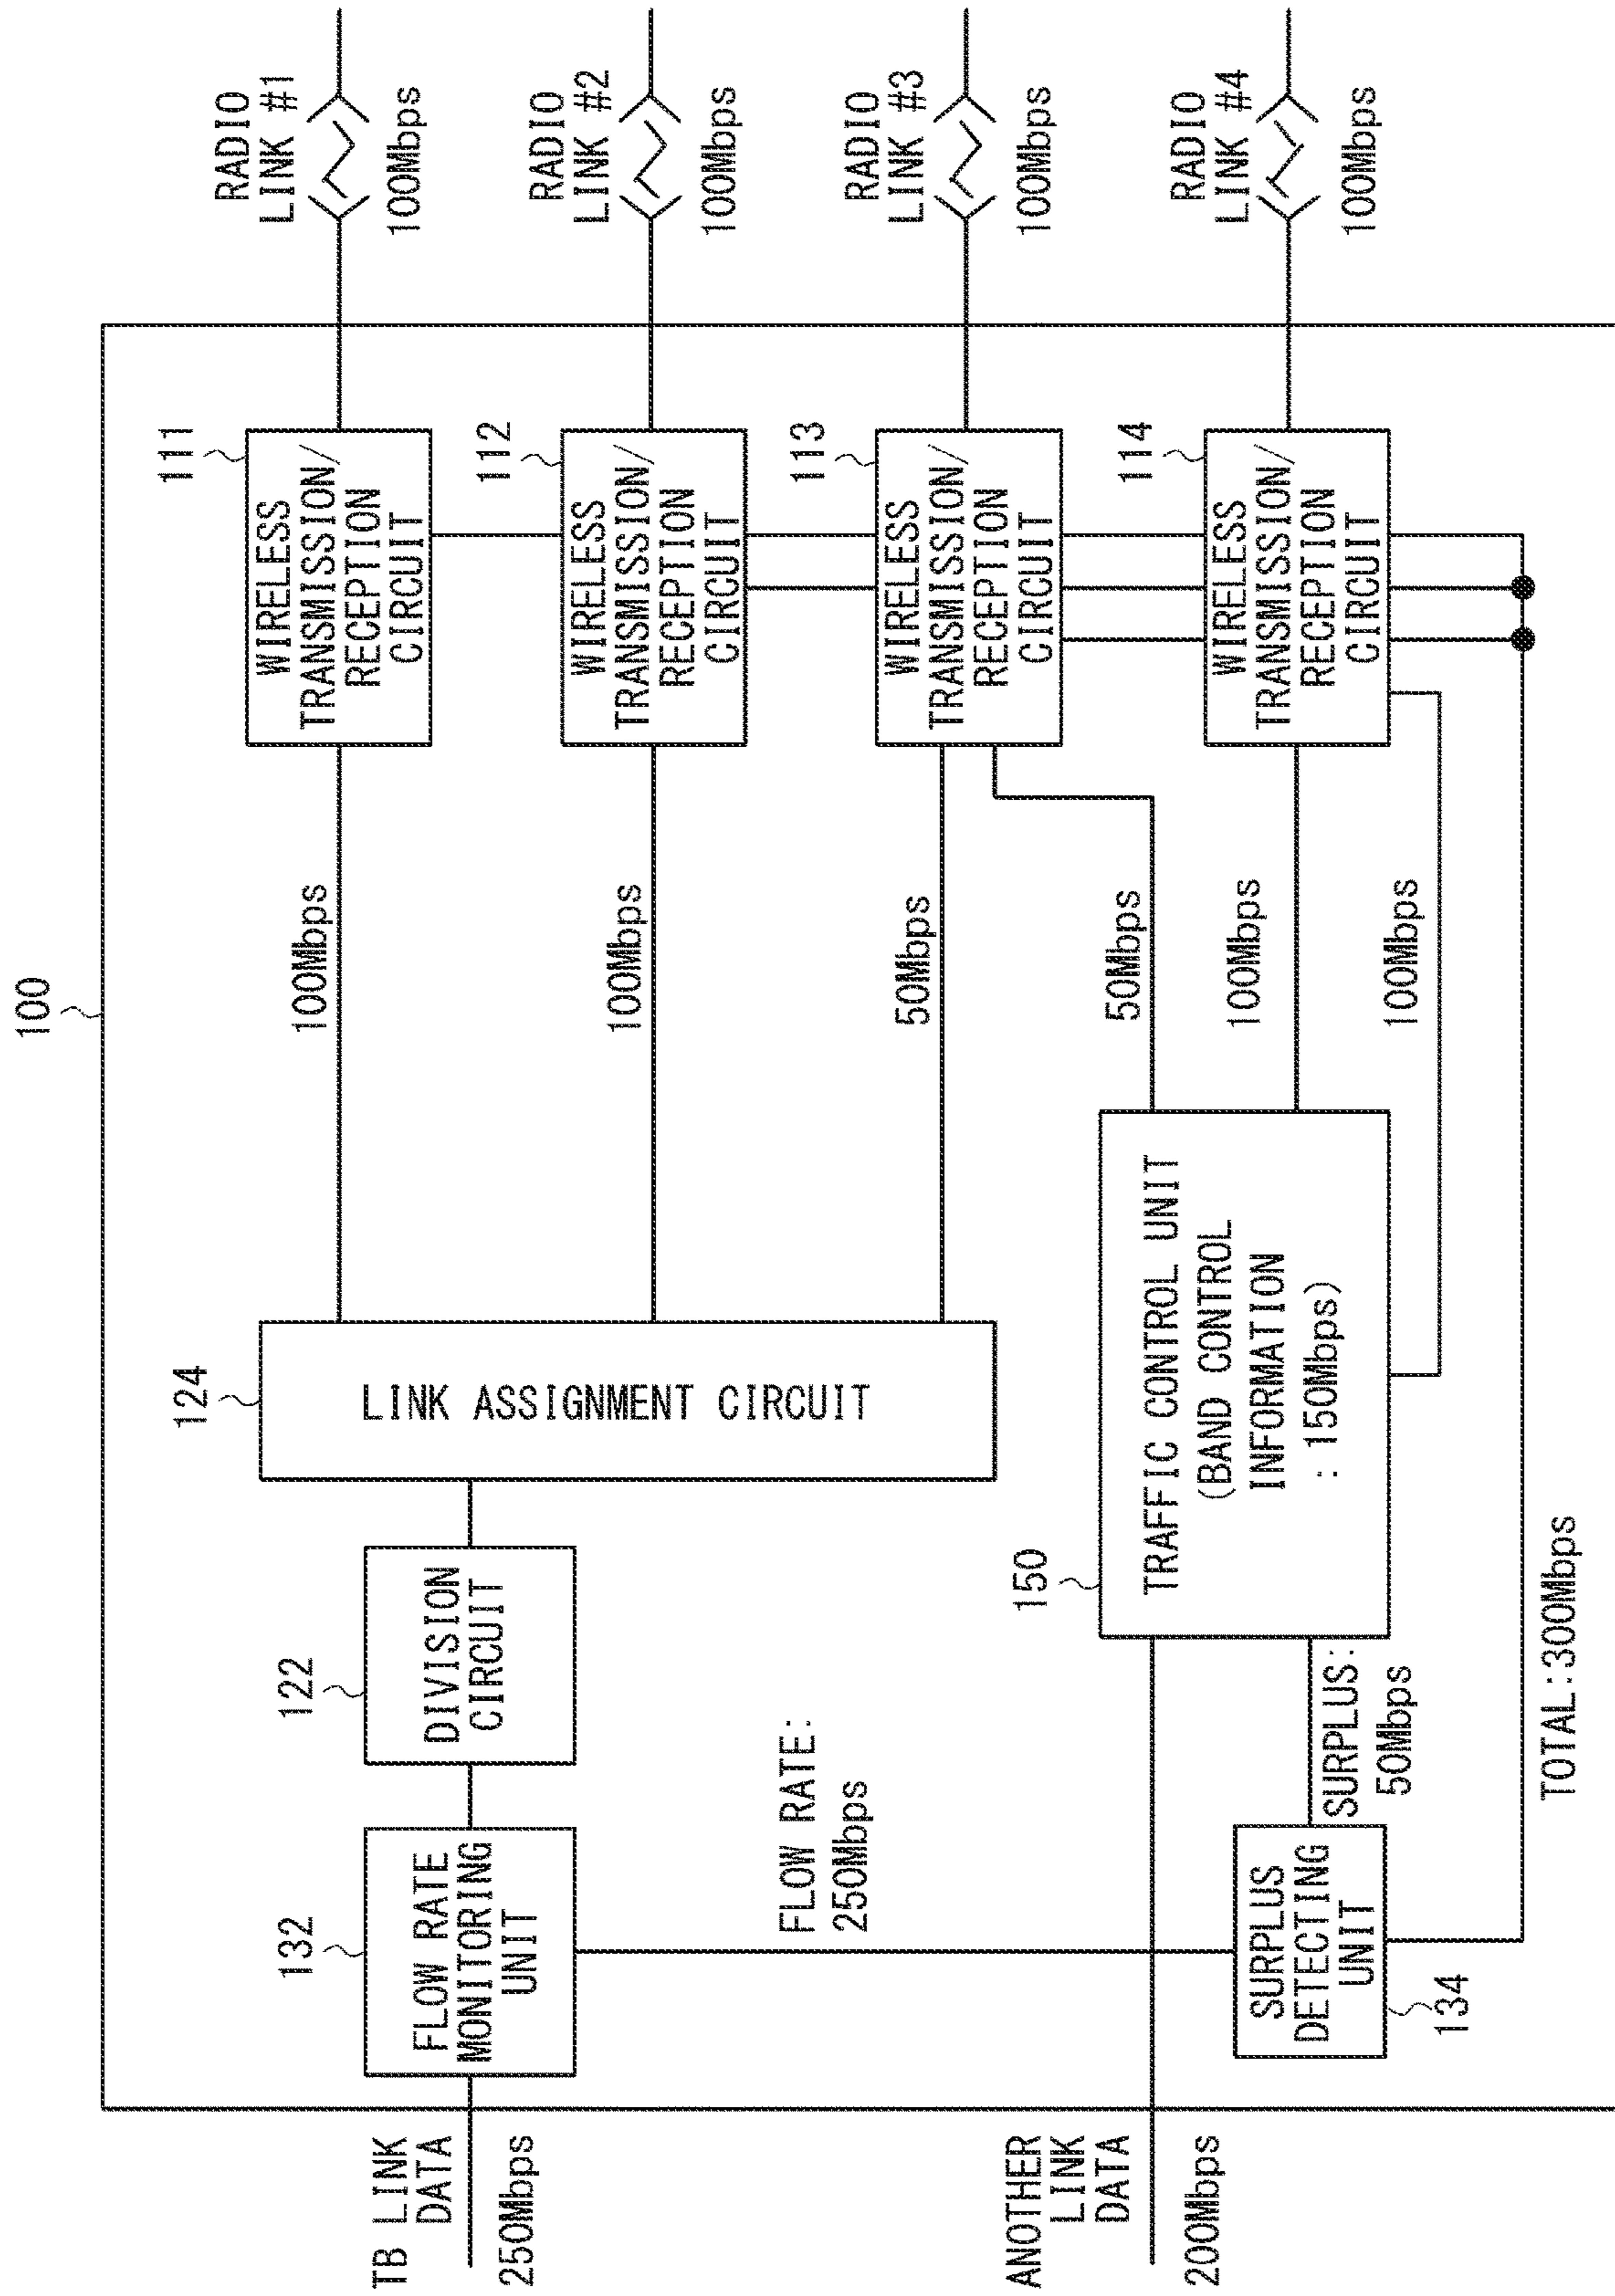 100
RADIO
LINK #1
100Mbps
RADIO
LINK #2
100Mbps
RADIO
LINK #3
100Mbps
RADIO
LINK #4
100Mbps
111
WIRELESS
TRANSMISSION/
RECEPTION
CIRCUIT
112
WIRELESS
TRANSMISSION/
RECEPTION
CIRCUIT
113
WIRELESS
TRANSMISSION/
RECEPTION
CIRCUIT
114
WIRELESS
TRANSMISSION/
RECEPTION
CIRCUIT
100Mbps
100Mbps
50Mbps
50Mbps
100Mbps
100Mbps
124
LINK ASSIGNMENT CIRCUIT
150
TRAFFIC CONTROL UNIT
(BAND CONTROL
INFORMATION
: 150Mbps)
122
DIVISION
CIRCUIT
132
FLOW RATE
MONITORING
UNIT
FLOW RATE:
250Mbps
SURPLUS:
50Mbps
TOTAL:300Mbps
SURPLUS
DETECTING
UNIT
134
TB LINK
DATA
250Mbps
ANOTHER
LINK
DATA
200Mbps